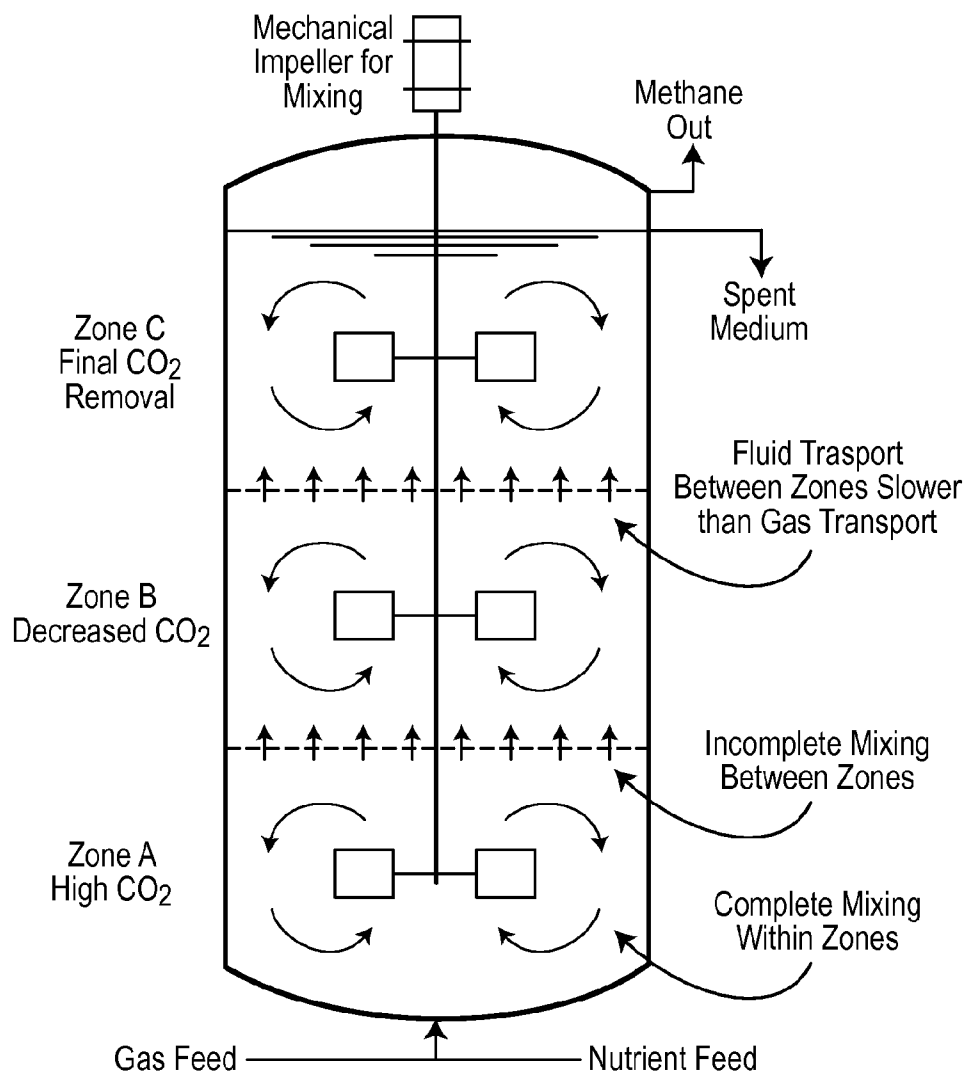 Mechanical
Impeller for
Mixing
Methane
Out
Spent
Medium
Zone C
Final CO₂
Removal
Fluid Trasport
Between Zones Slower
than Gas Transport
Zone B
Decreased CO₂
Incomplete Mixing
Between Zones
Zone A
High CO₂
Complete Mixing
Within Zones
Gas Feed
Nutrient Feed